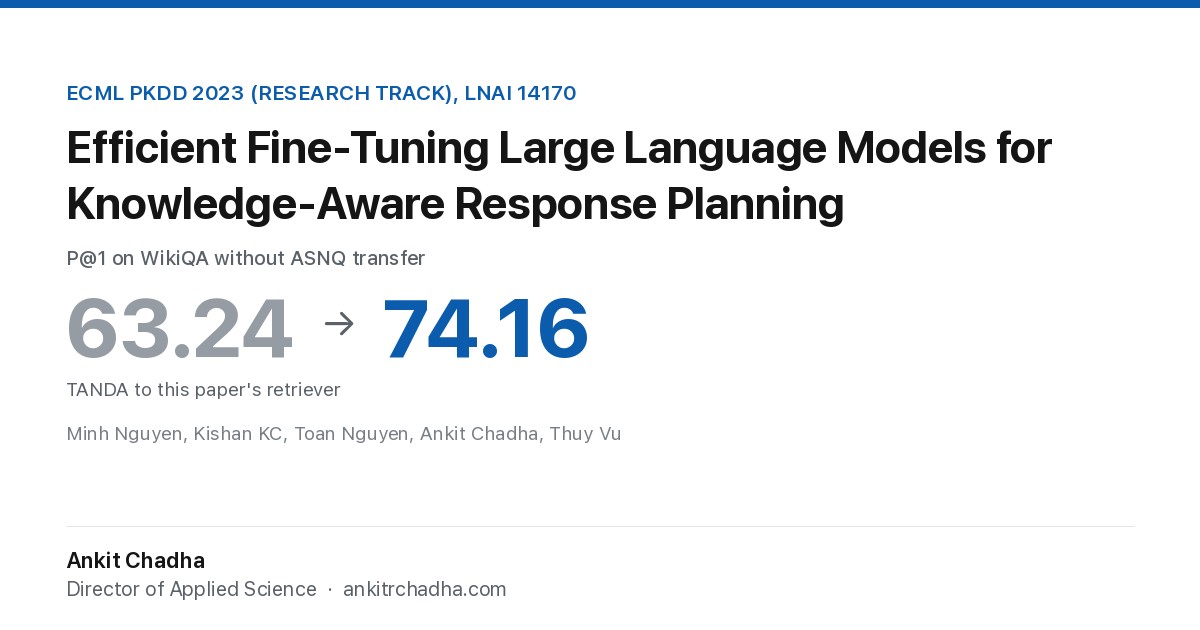 ECML PKDD 2023 (RESEARCH TRACK), LNAI 14170
Efficient Fine-Tuning Large Language Models for
Knowledge-Aware Response Planning
P@1 on WikiQA without ASNQ transfer
63.24 → 74.16
TANDA to this paper's retriever
Minh Nguyen, Kishan KC, Toan Nguyen, Ankit Chadha, Thuy Vu
Ankit Chadha
Director of Applied Science · ankitrchadha.com